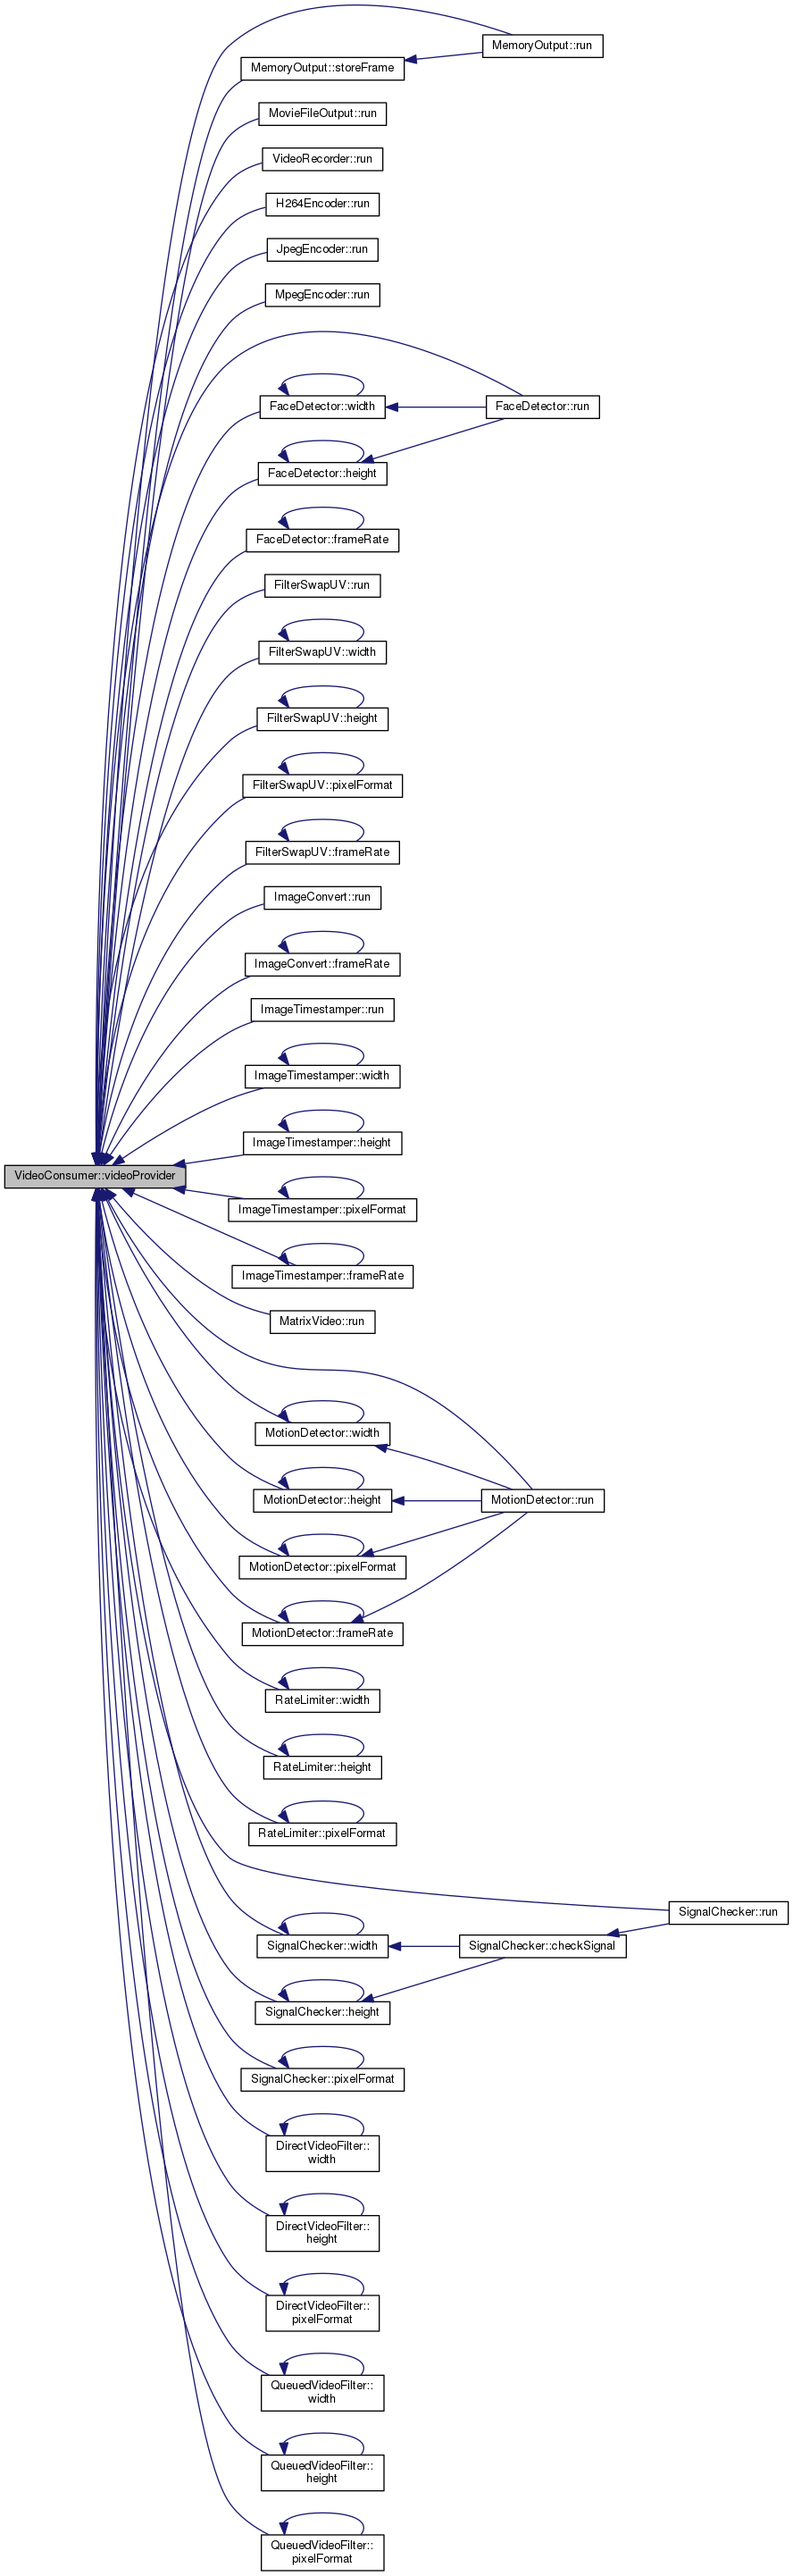 MemoryOutput::run
MemoryOutput::storeFrame
MovieFileOutput::run
VideoRecorder::run
H264Encoder::run
JpegEncoder::run
MpegEncoder::run
FaceDetector::width
FaceDetector::run
FaceDetector::height
FaceDetector::frameRate
FilterSwapUV::run
FilterSwapUV::width
FilterSwapUV::height
FilterSwapUV::pixelFormat
FilterSwapUV::frameRate
ImageConvert::run
ImageConvert::frameRate
ImageTimestamper::run
ImageTimestamper::width
ImageTimestamper::height
VideoConsumer::videoProvider
ImageTimestamper::pixelFormat
ImageTimestamper::frameRate
MatrixVideo::run
MotionDetector::width
MotionDetector::height
MotionDetector::run
MotionDetector::pixelFormat
MotionDetector::frameRate
RateLimiter::width
RateLimiter::height
RateLimiter::pixelFormat
SignalChecker::run
SignalChecker::width
SignalChecker::checkSignal
SignalChecker::height
SignalChecker::pixelFormat
DirectVideoFilter::
width
DirectVideoFilter::
height
DirectVideoFilter::
pixelFormat
QueuedVideoFilter::
width
QueuedVideoFilter::
height
QueuedVideoFilter::
pixelFormat